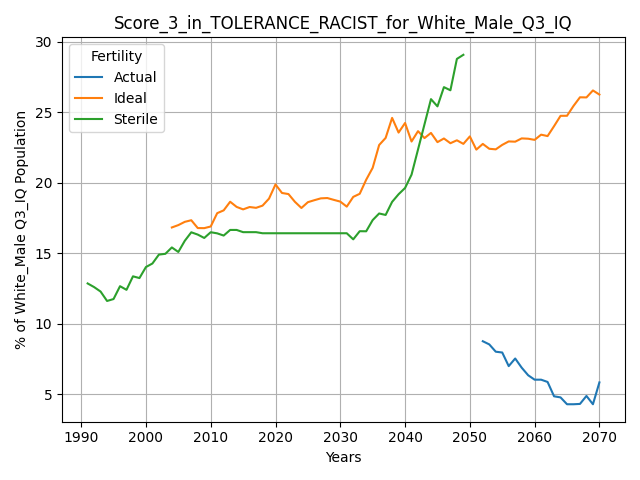 Score_3_in_TOLERANCE_RACIST_for_White_Male_Q3_IQ
Fertility
Actual
Ideal
Sterile
% of White_Male Q3_IQ Population
30
25
20
15
10
5
1990 2000 2010 2020 2030 2040 2050 2060 2070
Years